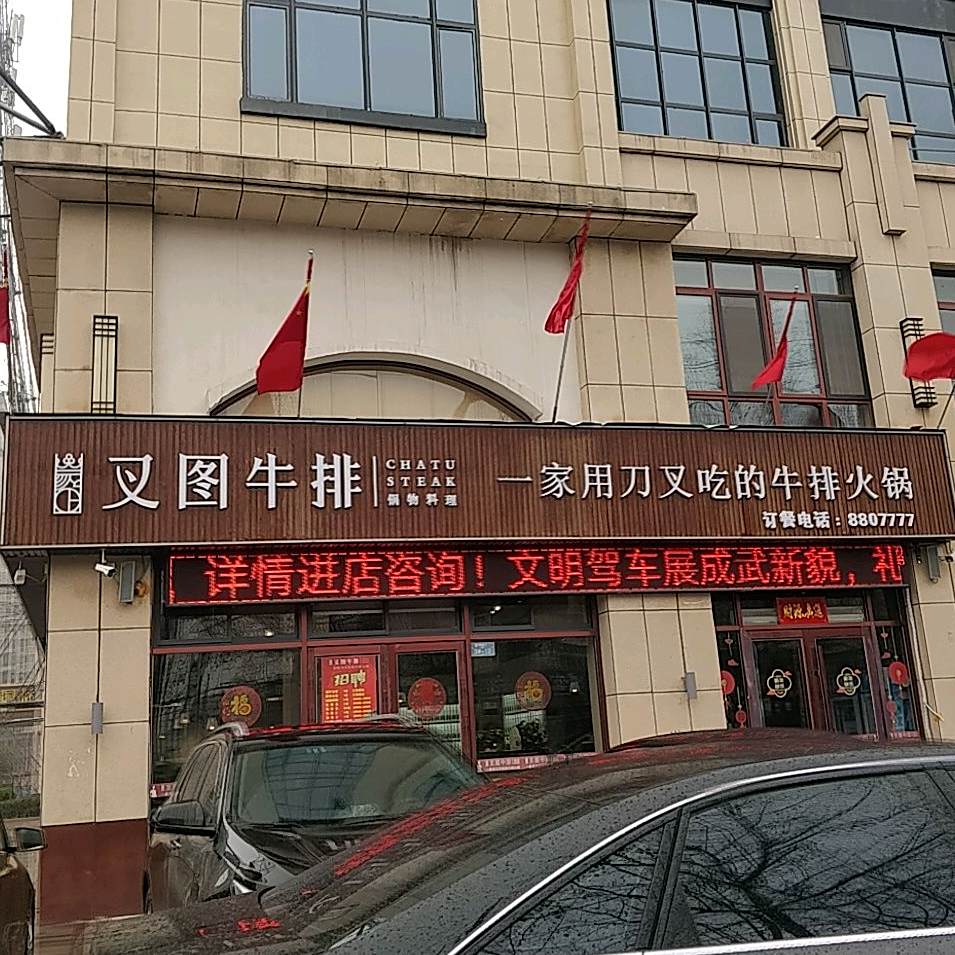 叉图牛排
CHATU
STEAK
锅物料理
一家用刀叉吃的牛排火锅
订餐电话：8807777
详情进店咨询！文明驾车展成武新貌，礼
招聘
福
福